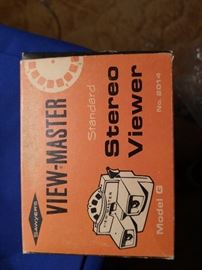 SAWYER'S
VIEW-MASTER
Standard
Stereo
Viewer
No. 2014
Model G